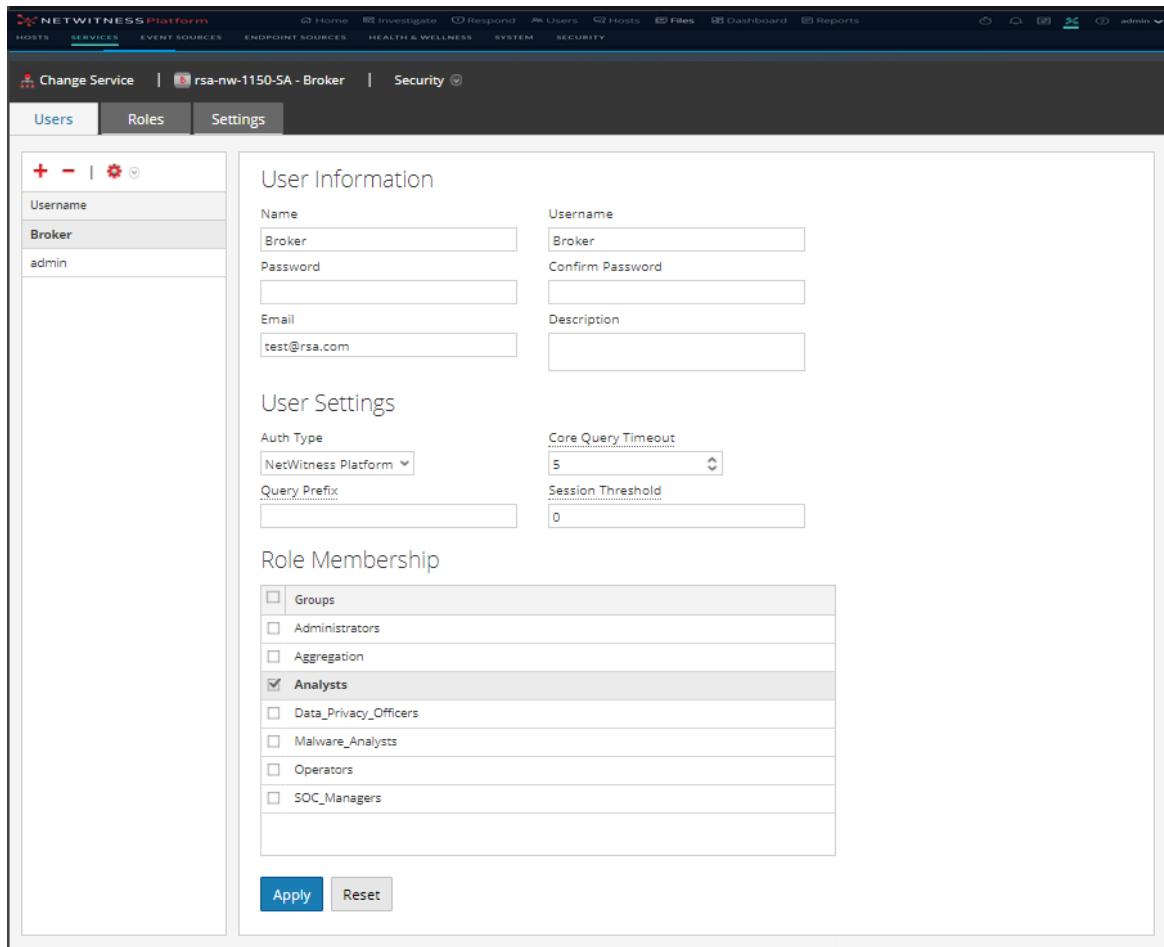 NETWITNESS Platform Home Investigate Respond Users Hosts Files Dashboard Reports admin
HOSTS SERVICES EVENT SOURCES ENDPOINT SOURCES HEALTH & WELLNESS SYSTEM SECURITY
Change Service | rsa-nw-1150-SA - Broker | Security
Users Roles Settings
Username
Broker
admin
User Information
Name Username
Broker Broker
Password Confirm Password
Email Description
test@rsa.com
User Settings
Auth Type Core Query Timeout
NetWitness Platform 5
Query Prefix Session Threshold
0
Role Membership
Groups
Administrators
Aggregation
Analysts
Data_Privacy_Officers
Malware_Analysts
Operators
SOC_Managers
Apply Reset